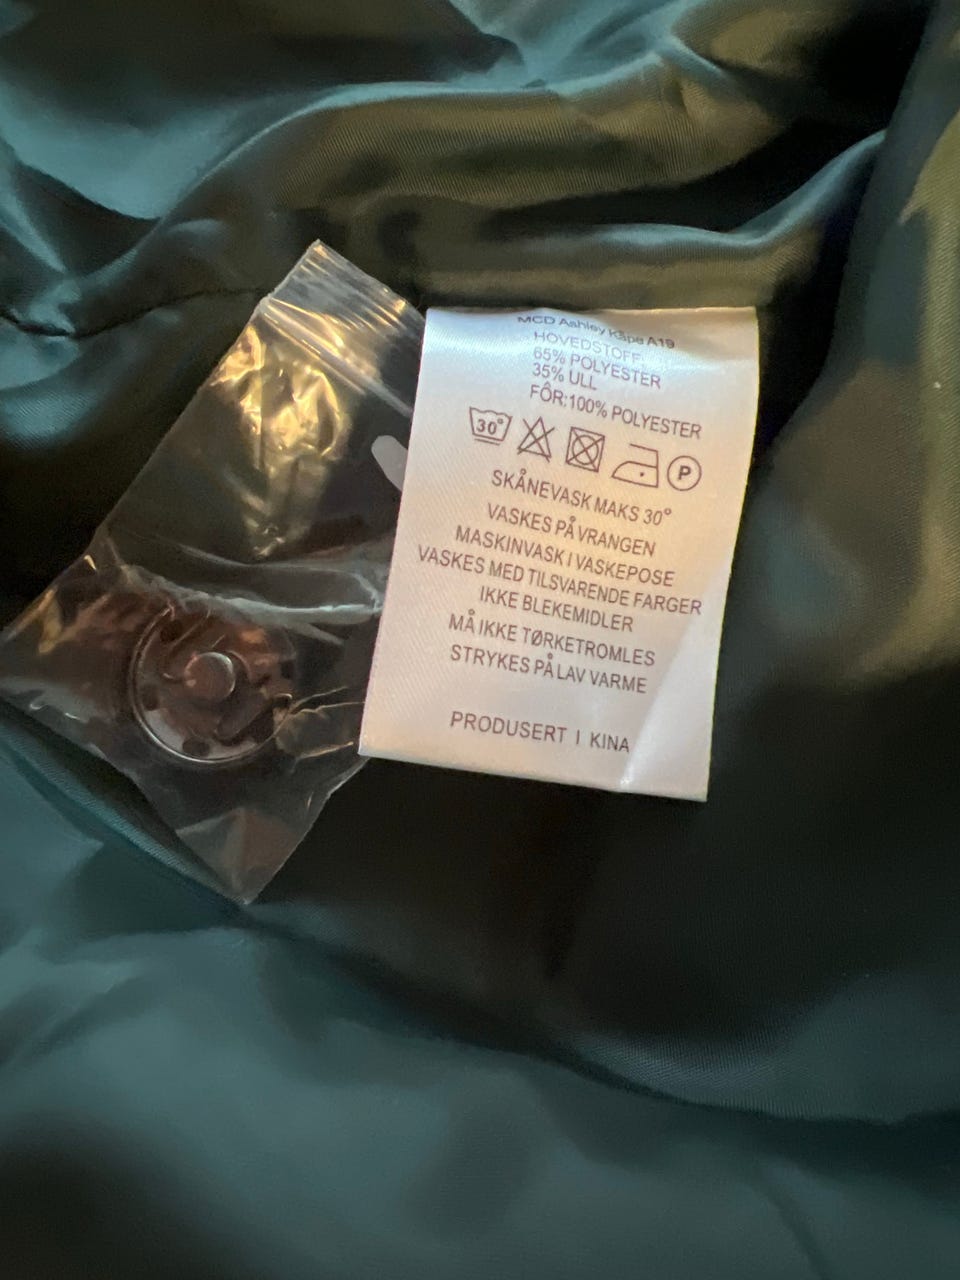 MCD Ashley Kåpe A19
HOVEDSTOFF:
65% POLYESTER
35% ULL
FÔR:100% POLYESTER
30° P
SKÅNEVASK MAKS 30°
VASKES PÅ VRANGEN
MASKINVASK I VASKEPOSE
VASKES MED TILSVARENDE FARGER
IKKE BLEKEMIDLER
MÅ IKKE TØRKETROMLES
STRYKES PÅ LAV VARME
PRODUSERT I KINA